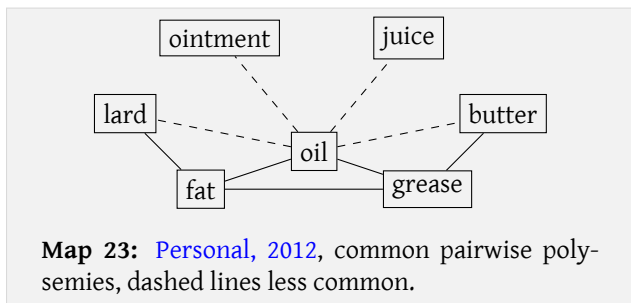 ointment
juice
lard
butter
oil
fat
grease
Map 23: Personal, 2012, common pairwise poly-
semies, dashed lines less common.